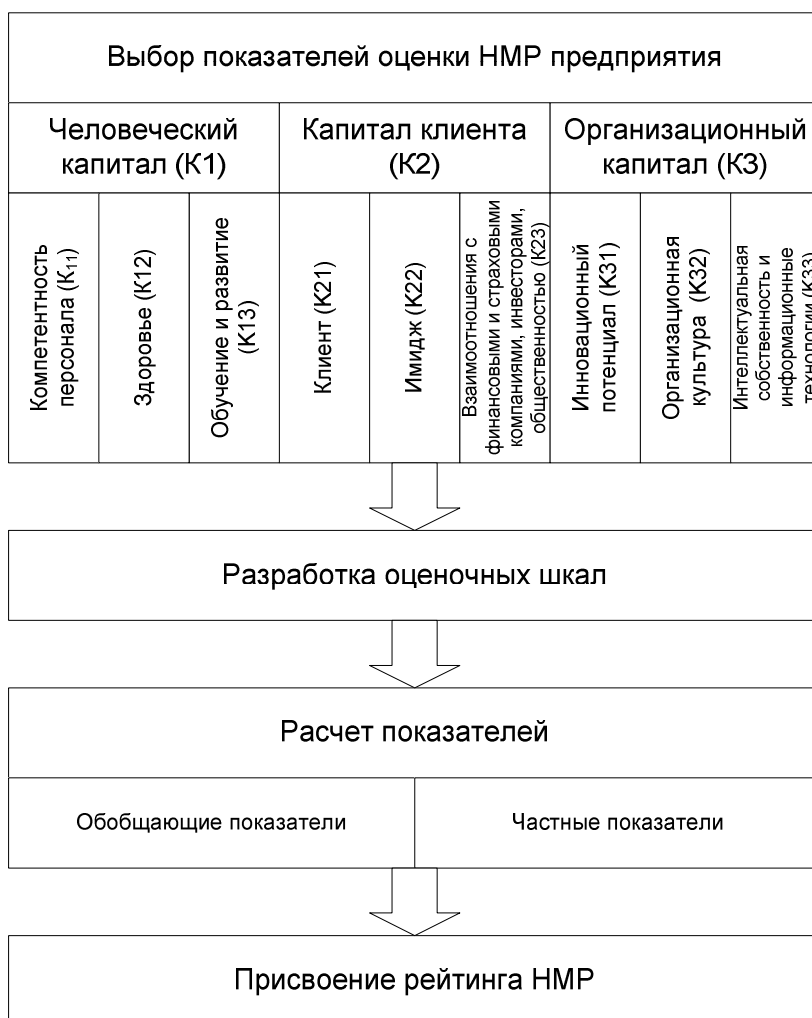 Выбор показателей оценки НМР предприятия
Человеческий
капитал (К1)
Капитал клиента
(К2)
Организационный
капитал (К3)
Компетентность
персонала (К11)
Здоровье (К12)
Обучение и развитие
(К13)
Клиент (К21)
Имидж (К22)
Взаимоотношения с
финансовыми и страховыми
компаниями, инвесторами,
общественностью (К23)
Инновационный
потенциал (К31)
Организационная
культура (К32)
Интеллектуальная
собственность и
информационные
технологии (К33)
Разработка оценочных шкал
Расчет показателей
Обобщающие показатели
Частные показатели
Присвоение рейтинга НМР